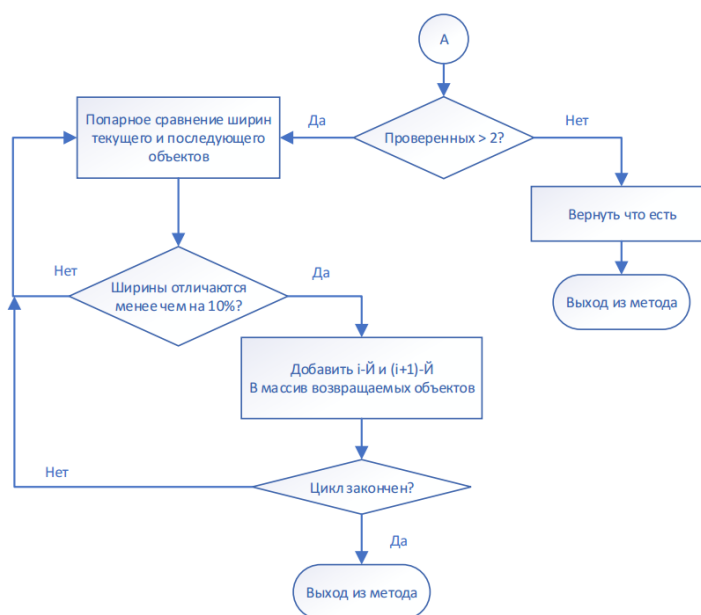 А
Попарное сравнение ширин
текущего и последующего
объектов
Да
Проверенных > 2?
Нет
Вернуть что есть
Выход из метода
Нет
Ширины отличаются
менее чем на 10%?
Да
Добавить i-Й и (i+1)-Й
В массив возвращаемых объектов
Нет
Цикл закончен?
Да
Выход из метода